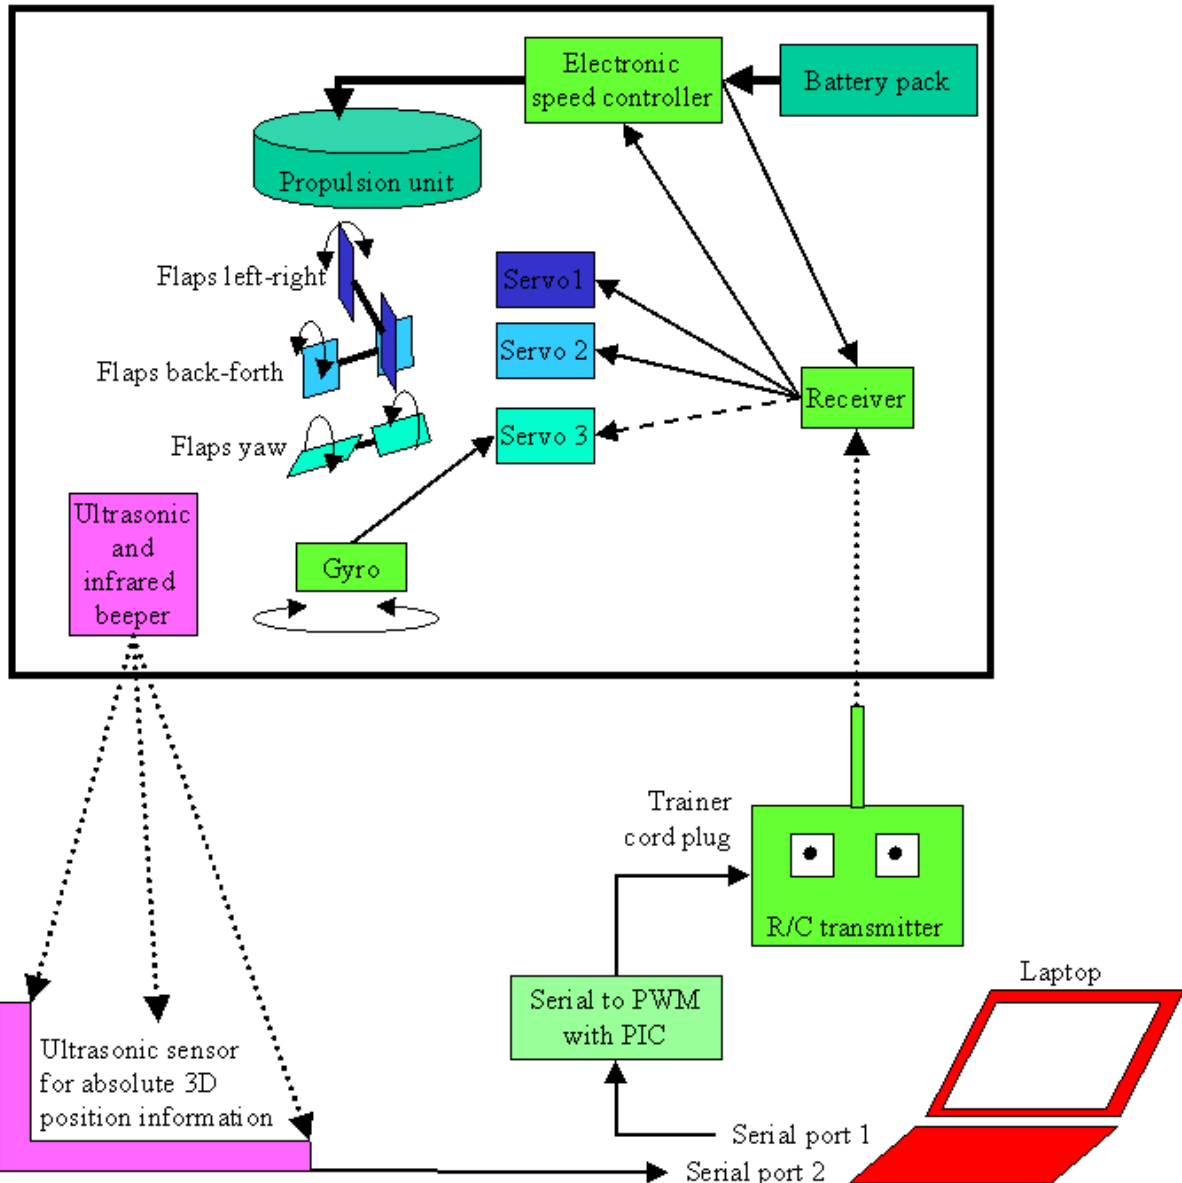 Electronic
speed controller
Battery pack
Propulsion unit
Flaps left-right
Servo1
Servo 2
Flaps back-forth
Receiver
Servo 3
Flaps yaw
Ultrasonic
and
infrared
beeper
Gyro
Trainer
cord plug
R/C transmitter
Laptop
Serial to PWM
with PIC
Ultrasonic sensor
for absolute 3D
position information
Serial port 1
Serial port 2